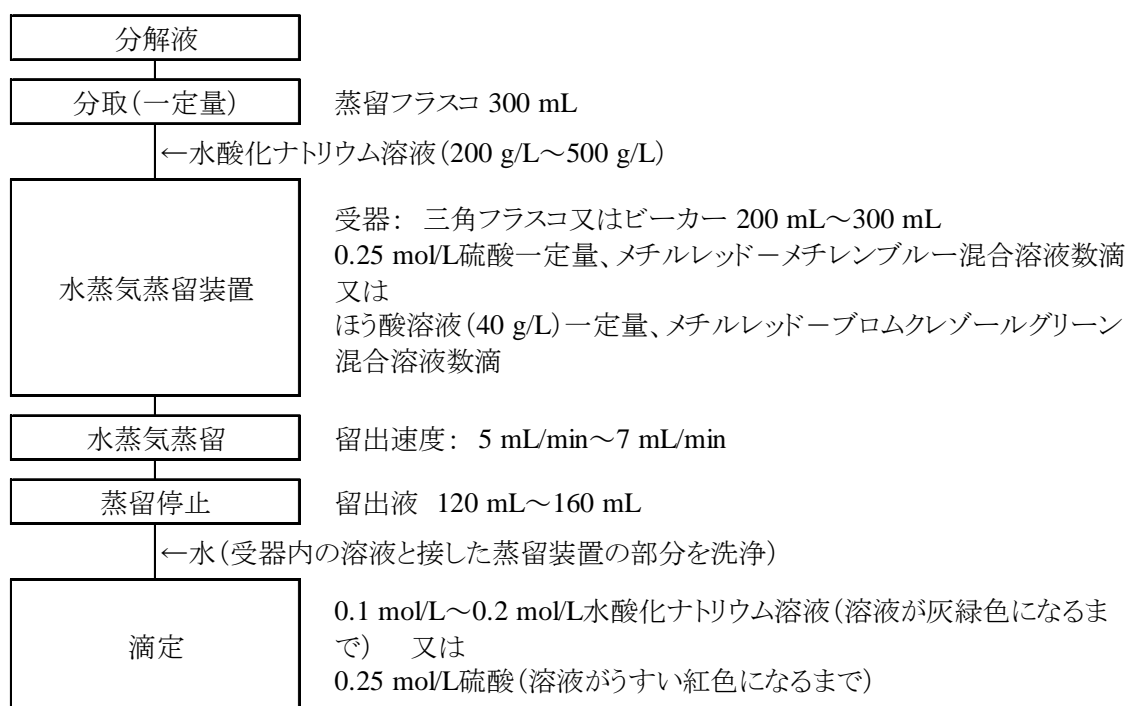 分解液
分取(一定量) 蒸留フラスコ 300 mL
←水酸化ナトリウム溶液(200 g/L～500 g/L)
水蒸気蒸留装置
受器: 三角フラスコ又はビーカー 200 mL～300 mL
0.25 mol/L硫酸一定量、メチルレッド－メチレンブルー混合溶液数滴
又は
ほう酸溶液(40 g/L)一定量、メチルレッド－ブロムクレゾールグリーン
混合溶液数滴
水蒸気蒸留 留出速度: 5 mL/min～7 mL/min
蒸留停止 留出液 120 mL～160 mL
←水(受器内の溶液と接した蒸留装置の部分を洗浄)
滴定
0.1 mol/L～0.2 mol/L水酸化ナトリウム溶液(溶液が灰緑色になるま
で) 又は
0.25 mol/L硫酸(溶液がうすい紅色になるまで)